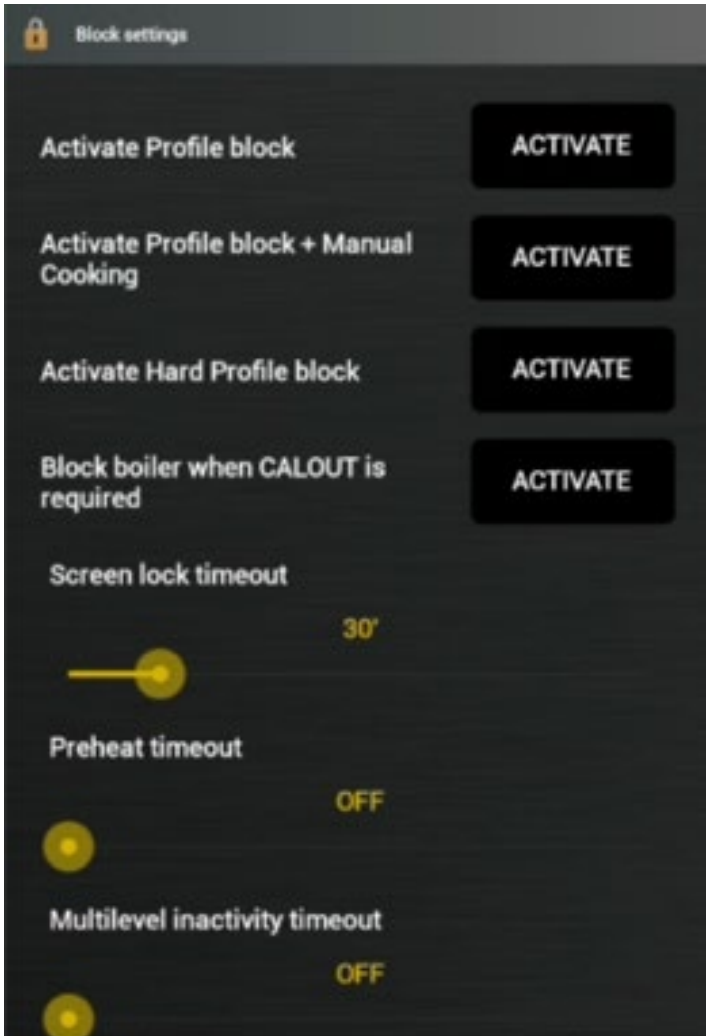 Block settings
Activate Profile block
ACTIVATE
Activate Profile block + Manual
Cooking
ACTIVATE
Activate Hard Profile block
ACTIVATE
Block boiler when CALOUT is
required
ACTIVATE
Screen lock timeout
30'
Preheat timeout
OFF
Multilevel inactivity timeout
OFF